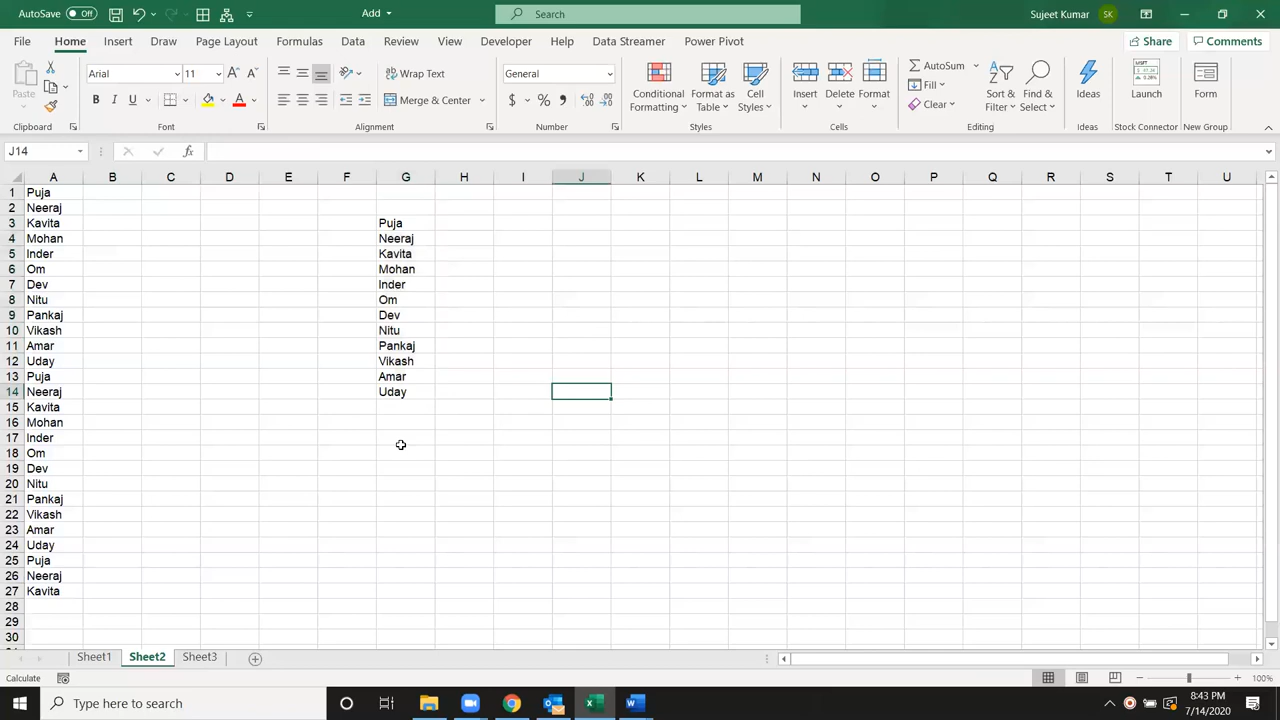 AutoSave Off Add Search Sujeet Kumar SK
File Home Insert Draw Page Layout Formulas Data Review View Developer Help Data Streamer Power Pivot Share Comments
Paste Arial 11 A A Wrap Text General Conditional Formatting Format as Table Cell Styles Insert Delete Format AutoSum Fill Clear Sort & Filter Find & Select Ideas Launch Form
B I U A Merge & Center $ % ,
Clipboard Font Alignment Number Styles Cells Editing Ideas Stock Connector New Group
J14 fx
A B C D E F G H I J K L M N O P Q R S T U
1 Puja
2 Neeraj
3 Kavita Puja
4 Mohan Neeraj
5 Inder Kavita
6 Om Mohan
7 Dev Inder
8 Nitu Om
9 Pankaj Dev
10 Vikash Nitu
11 Amar Pankaj
12 Uday Vikash
13 Puja Amar
14 Neeraj Uday
15 Kavita
16 Mohan
17 Inder
18 Om
19 Dev
20 Nitu
21 Pankaj
22 Vikash
23 Amar
24 Uday
25 Puja
26 Neeraj
27 Kavita
28
29
30
Sheet1 Sheet2 Sheet3
Calculate 100%
Type here to search 8:43 PM
7/14/2020